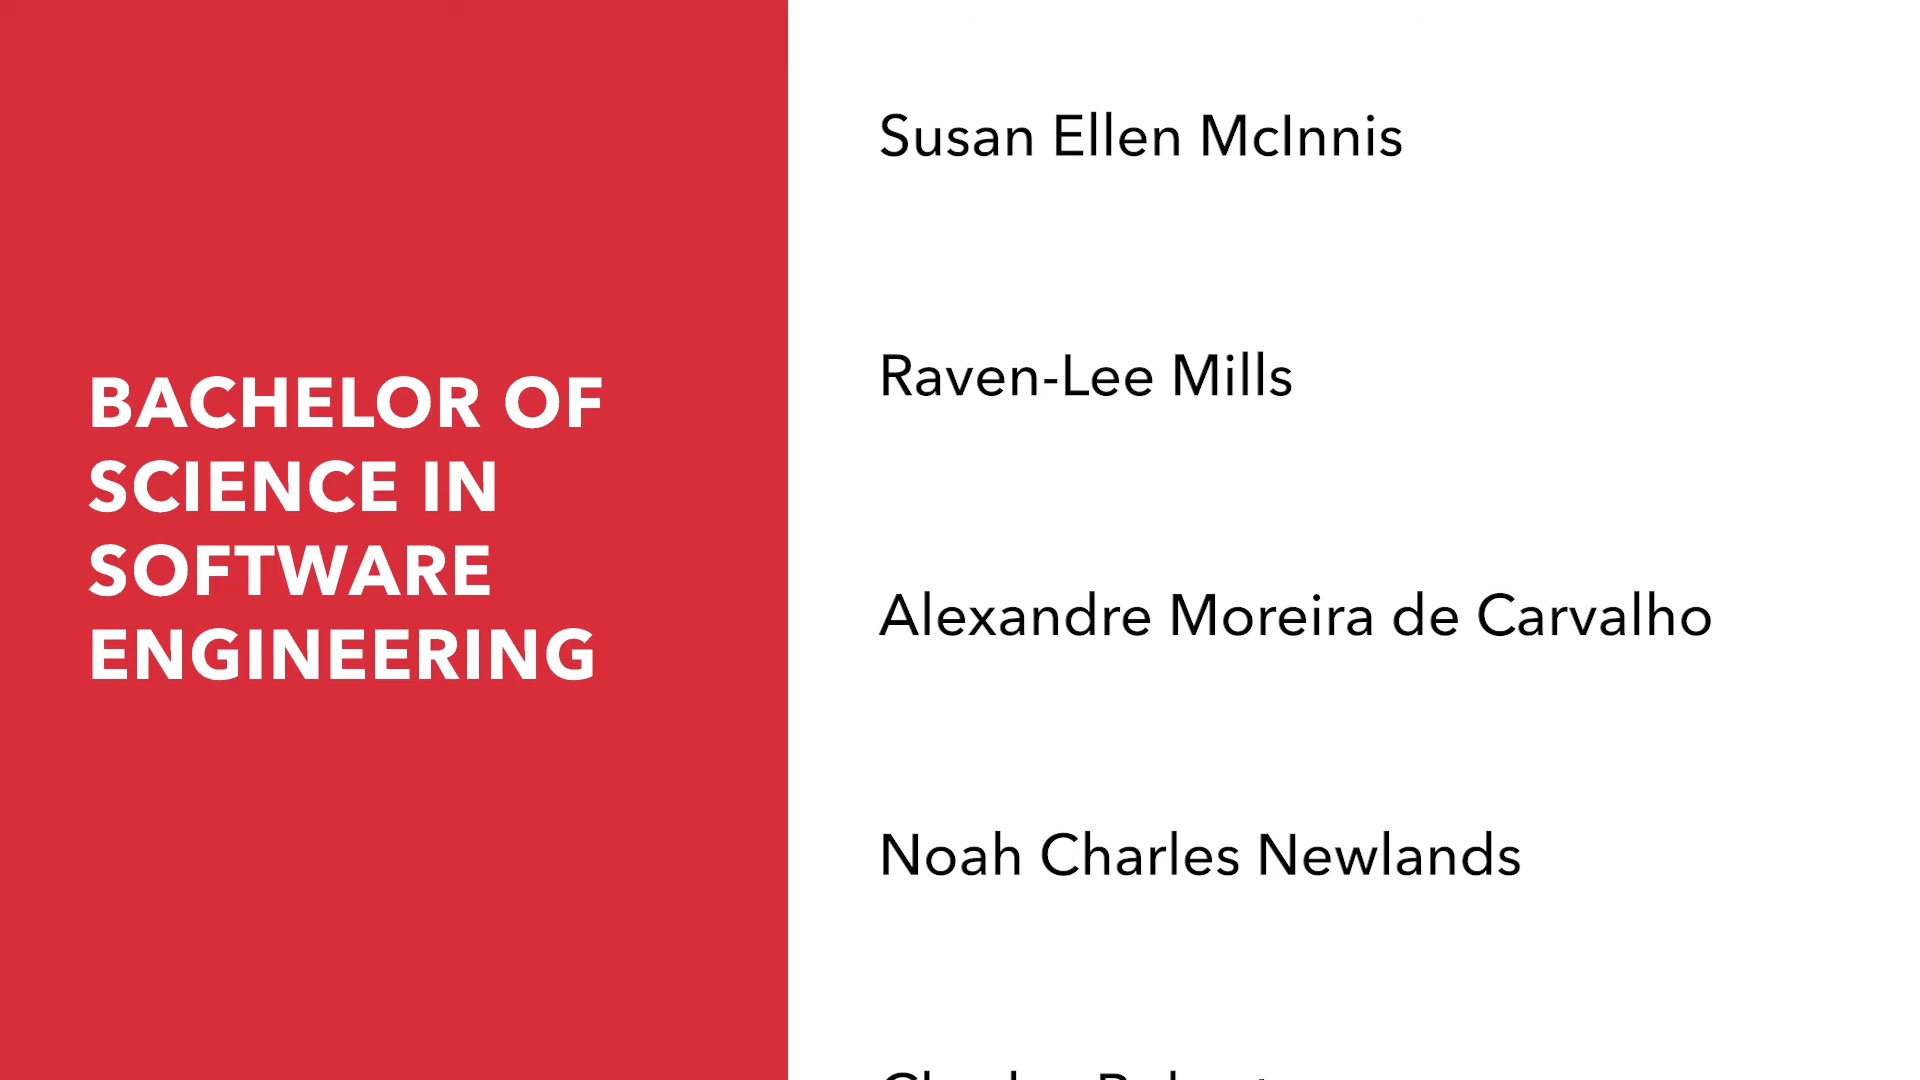 BACHELOR OF
SCIENCE IN
SOFTWARE
ENGINEERING
Susan Ellen McInnis
Raven-Lee Mills
Alexandre Moreira de Carvalho
Noah Charles Newlands